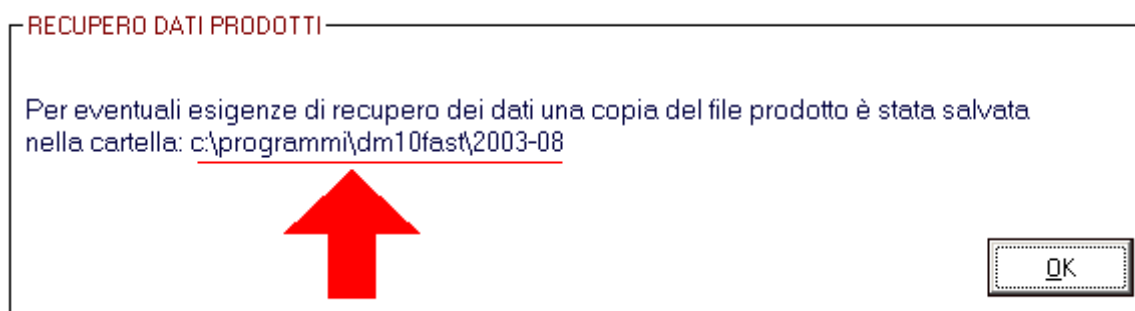 RECUPERO DATI PRODOTTI
Per eventuali esigenze di recupero dei dati una copia del file prodotto è stata salvata
nella cartella: c:\programmi\dm10fast\2003-08
OK